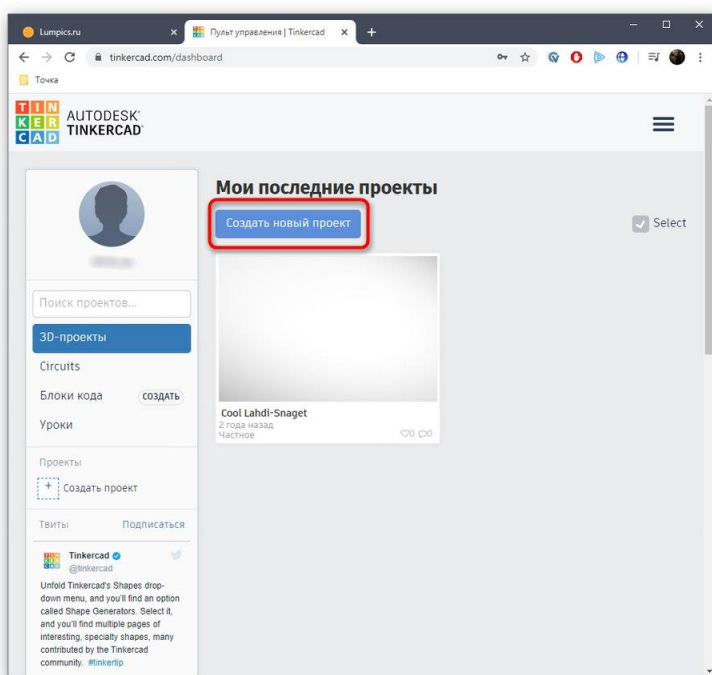 Lumpics.ru
Пульт управления | Tinkercad
tinkercad.com/dashboard
Точка
TIN
KER
CAD
AUTODESK®
TINKERCAD®
Мои последние проекты
Создать новый проект
Select
Поиск проектов...
3D-проекты
Circuits
Блоки кода
СОЗДАТЬ
Уроки
Cool Lahdi-Snaget
2 года назад
Частное
0 0
Проекты
+ Создать проект
Твиты Подписаться
Tinkercad
@tinkercad
Unfold Tinkercad's Shapes drop-
down menu, and you'll find an option
called Shape Generators. Select it,
and you'll find multiple pages of
interesting, specialty shapes, many
contributed by the Tinkercad
community. #tinkertip